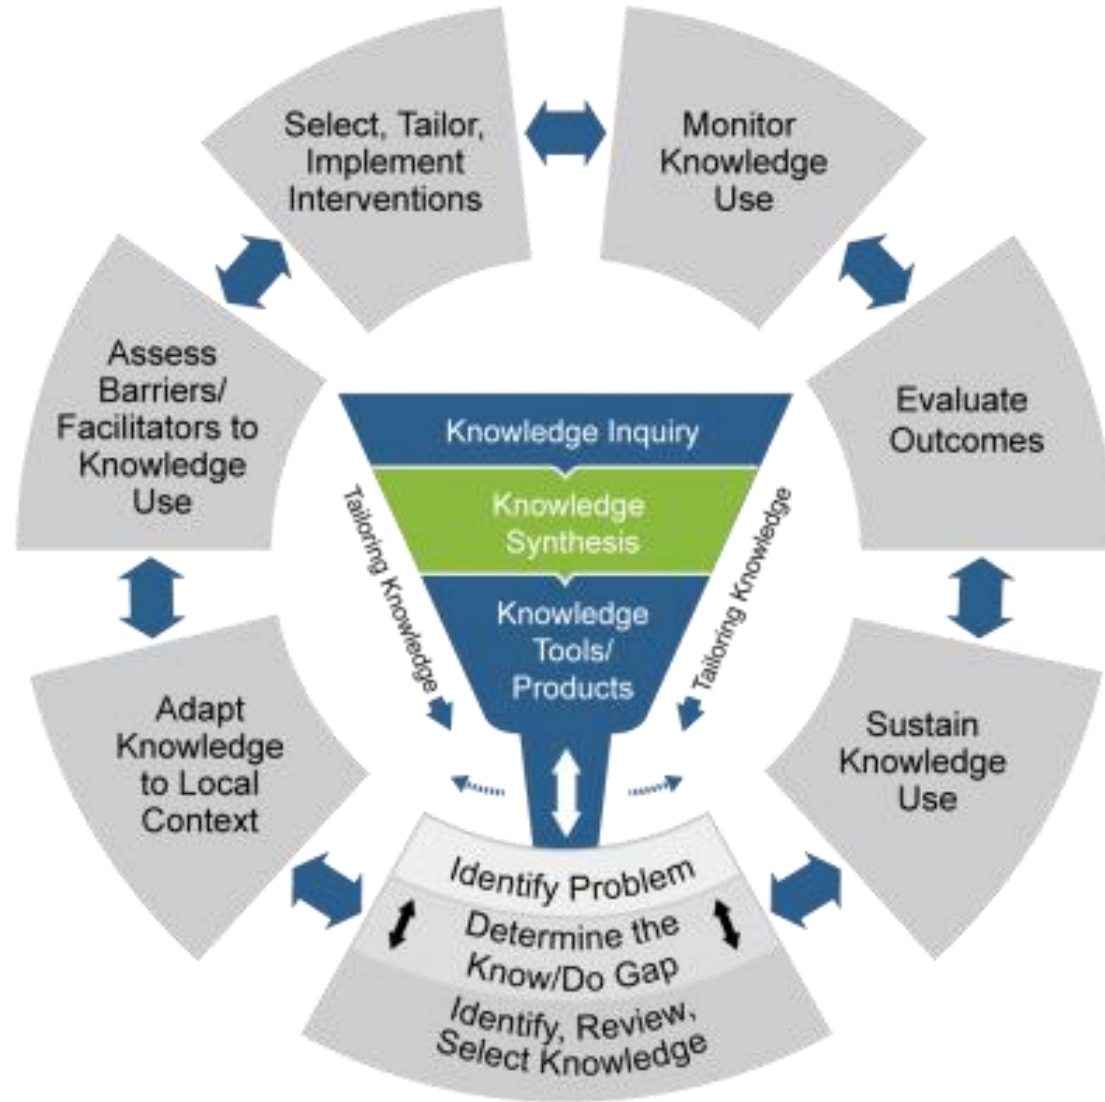 Select, Tailor,
Implement
Interventions
Monitor
Knowledge
Use
Assess
Barriers/
Facilitators to
Knowledge
Use
Evaluate
Outcomes
Knowledge Inquiry
Knowledge
Synthesis
Knowledge
Tools/
Products
Tailoring Knowledge
Tailoring Knowledge
Adapt
Knowledge
to Local
Context
Sustain
Knowledge
Use
Identify Problem
Determine the
Know/Do Gap
Identify, Review,
Select Knowledge